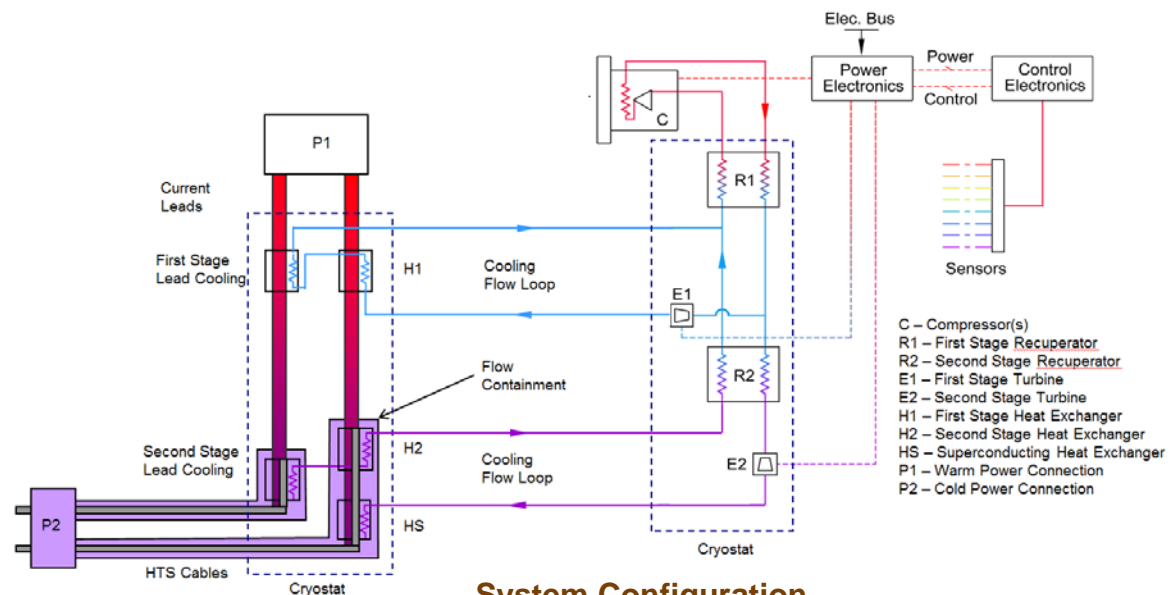 Elec. Bus
Power
Electronics
Power
Control
Control
Electronics
C
P1
R1
Current
Leads
First Stage
Lead Cooling
H1
Cooling
Flow Loop
E1
Sensors
R2
Flow
Containment
C – Compressor(s)
R1 – First Stage Recuperator
R2 – Second Stage Recuperator
E1 – First Stage Turbine
E2 – Second Stage Turbine
H1 – First Stage Heat Exchanger
H2 – Second Stage Heat Exchanger
HS – Superconducting Heat Exchanger
P1 – Warm Power Connection
P2 – Cold Power Connection
Second Stage
Lead Cooling
H2
Cooling
Flow Loop
E2
P2
HS
HTS Cables
Cryostat
Cryostat
System Configuration